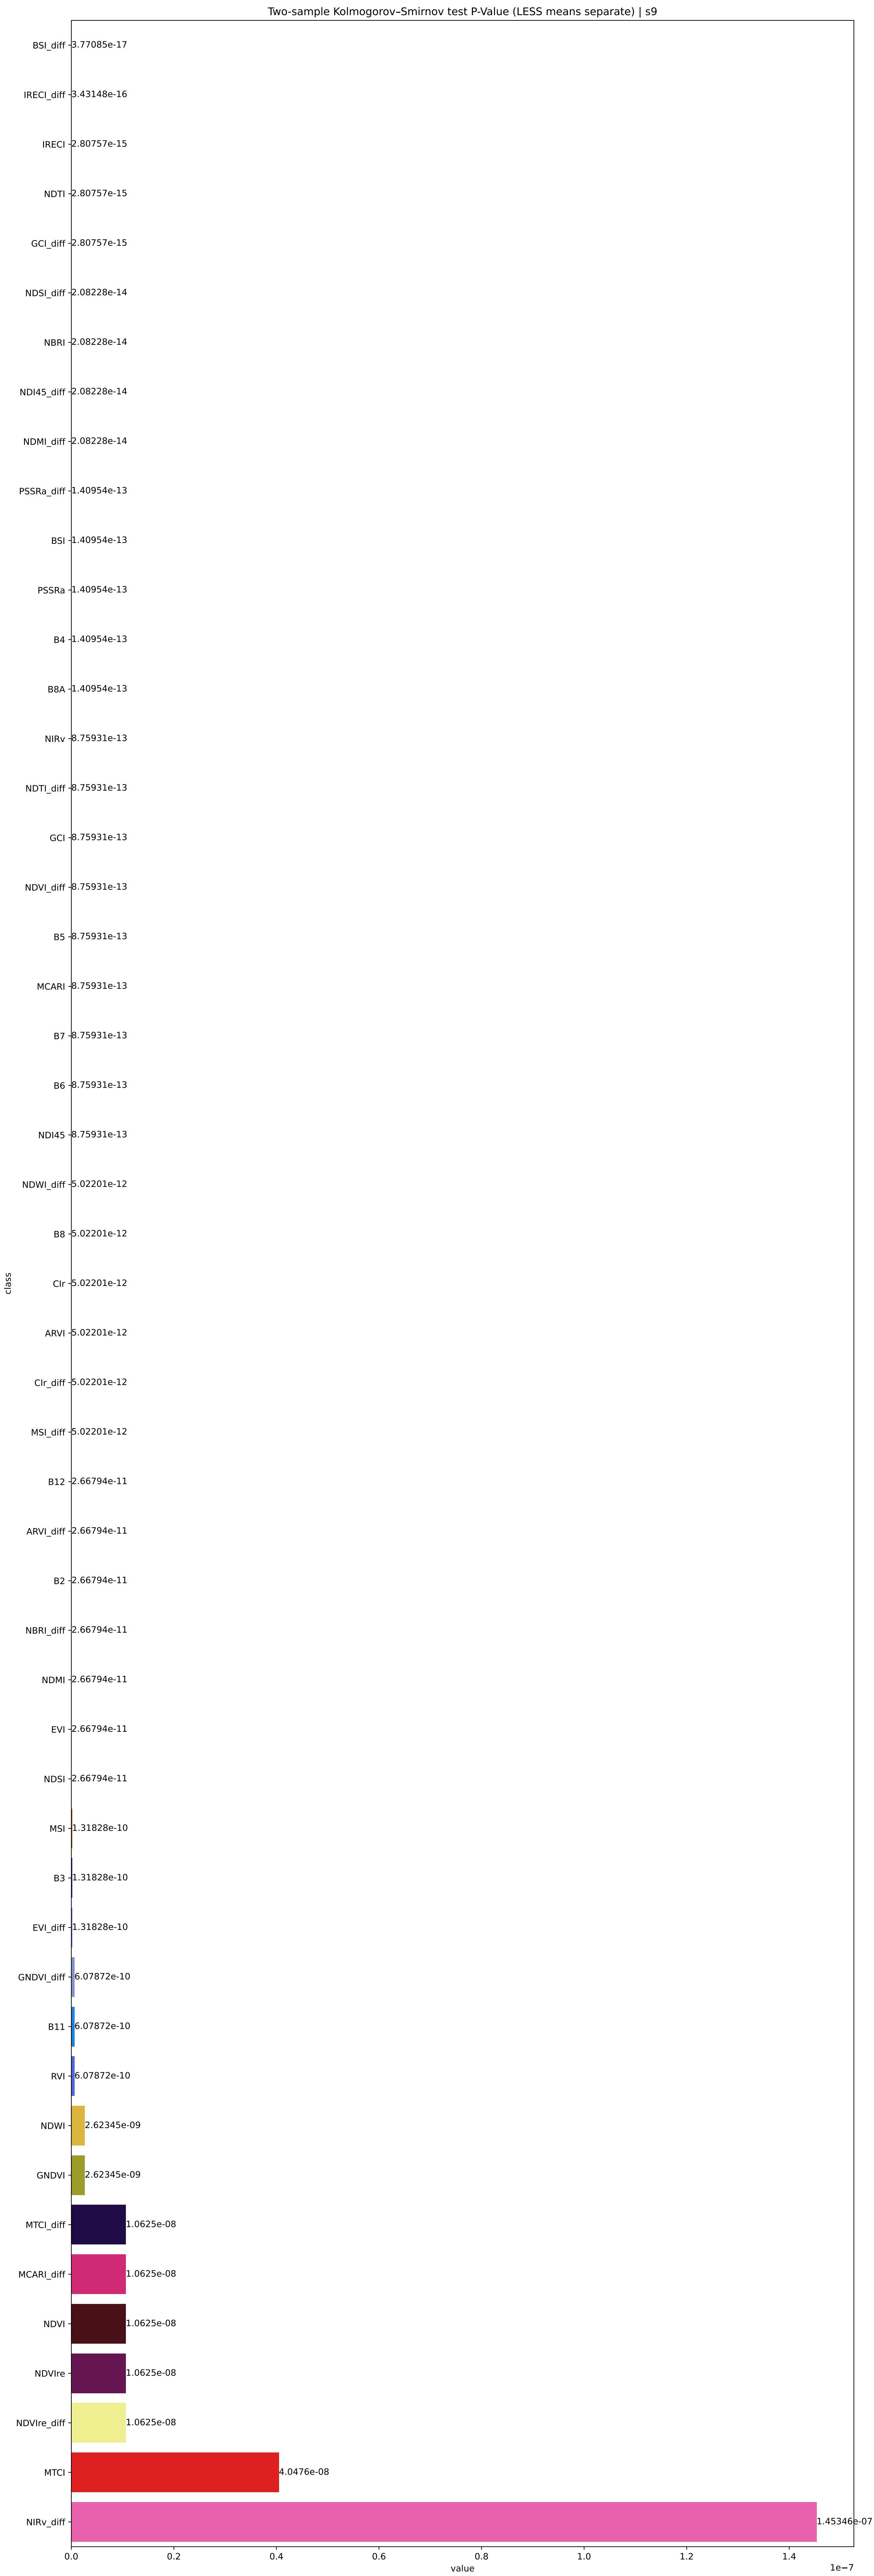 Two-sample Kolmogorov–Smirnov test P-Value (LESS means separate) | s9
BSI_diff 3.77085e-17
IRECI_diff 3.43148e-16
IRECI 2.80757e-15
NDTI 2.80757e-15
GCI_diff 2.80757e-15
NDSI_diff 2.08228e-14
NBRI 2.08228e-14
NDI45_diff 2.08228e-14
NDMI_diff 2.08228e-14
PSSRa_diff 1.40954e-13
BSI 1.40954e-13
PSSRa 1.40954e-13
B4 1.40954e-13
B8A 1.40954e-13
NIRv 8.75931e-13
NDTI_diff 8.75931e-13
GCI 8.75931e-13
NDVI_diff 8.75931e-13
B5 8.75931e-13
MCARI 8.75931e-13
B7 8.75931e-13
B6 8.75931e-13
NDI45 8.75931e-13
NDWI_diff 5.02201e-12
B8 5.02201e-12
CIr 5.02201e-12
ARVI 5.02201e-12
CIr_diff 5.02201e-12
MSI_diff 5.02201e-12
B12 2.66794e-11
ARVI_diff 2.66794e-11
B2 2.66794e-11
NBRI_diff 2.66794e-11
NDMI 2.66794e-11
EVI 2.66794e-11
NDSI 2.66794e-11
MSI 1.31828e-10
B3 1.31828e-10
EVI_diff 1.31828e-10
GNDVI_diff 6.07872e-10
B11 6.07872e-10
RVI 6.07872e-10
NDWI 2.62345e-09
GNDVI 2.62345e-09
MTCI_diff 1.0625e-08
MCARI_diff 1.0625e-08
NDVI 1.0625e-08
NDVIre 1.0625e-08
NDVIre_diff 1.0625e-08
MTCI 4.0476e-08
NIRv_diff 1.45346e-07
class
0.0 0.2 0.4 0.6 0.8 1.0 1.2 1.4
value
1e−7